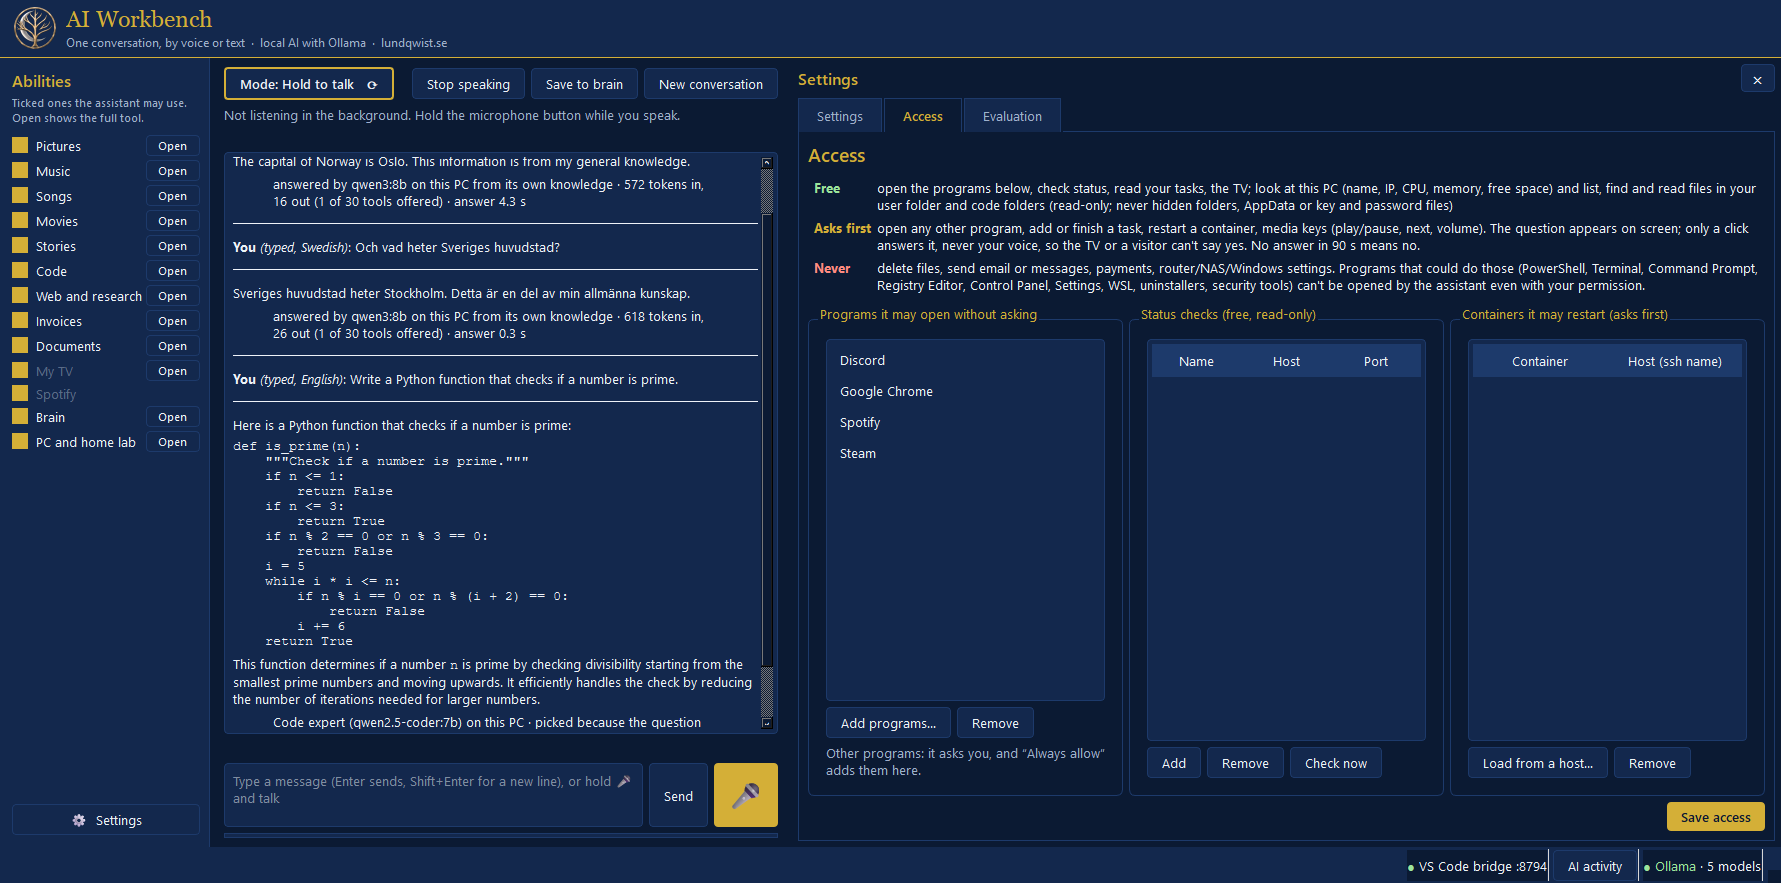 AI Workbench
One conversation, by voice or text · local AI with Ollama · lundqwist.se
Abilities
Ticked ones the assistant may use.
Open shows the full tool.
Pictures Open
Music Open
Songs Open
Movies Open
Stories Open
Code Open
Web and research Open
Invoices Open
Documents Open
My TV Open
Spotify
Brain Open
PC and home lab Open
Settings
Mode: Hold to talk
Stop speaking
Save to brain
New conversation
Not listening in the background. Hold the microphone button while you speak.
The capital of Norway is Oslo. This information is from my general knowledge.
answered by qwen3:8b on this PC from its own knowledge · 572 tokens in,
16 out (1 of 30 tools offered) · answer 4.3 s
You (typed, Swedish): Och vad heter Sveriges huvudstad?
Sveriges huvudstad heter Stockholm. Detta är en del av min allmänna kunskap.
answered by qwen3:8b on this PC from its own knowledge · 618 tokens in,
26 out (1 of 30 tools offered) · answer 0.3 s
You (typed, English): Write a Python function that checks if a number is prime.
Here is a Python function that checks if a number is prime:
def is_prime(n):
    """Check if a number is prime."""
    if n <= 1:
        return False
    if n <= 3:
        return True
    if n % 2 == 0 or n % 3 == 0:
        return False
    i = 5
    while i * i <= n:
        if n % i == 0 or n % (i + 2) == 0:
            return False
        i += 6
    return True
This function determines if a number n is prime by checking divisibility starting from the
smallest prime numbers and moving upwards. It efficiently handles the check by reducing
the number of iterations needed for larger numbers.
Code expert (qwen2.5-coder:7b) on this PC · picked because the question
Type a message (Enter sends, Shift+Enter for a new line), or hold 🎤
and talk
Send
Settings
×
Settings
Access
Evaluation
Access
Free open the programs below, check status, read your tasks, the TV; look at this PC (name, IP, CPU, memory, free space) and list, find and read files in your
user folder and code folders (read-only; never hidden folders, AppData or key and password files)
Asks first open any other program, add or finish a task, restart a container, media keys (play/pause, next, volume). The question appears on screen; only a click
answers it, never your voice, so the TV or a visitor can't say yes. No answer in 90 s means no.
Never delete files, send email or messages, payments, router/NAS/Windows settings. Programs that could do those (PowerShell, Terminal, Command Prompt,
Registry Editor, Control Panel, Settings, WSL, uninstallers, security tools) can't be opened by the assistant even with your permission.
Programs it may open without asking
Discord
Google Chrome
Spotify
Steam
Add programs...
Remove
Other programs: it asks you, and "Always allow"
adds them here.
Status checks (free, read-only)
Name Host Port
Add
Remove
Check now
Containers it may restart (asks first)
Container Host (ssh name)
Load from a host...
Remove
Save access
● VS Code bridge :8794
AI activity
● Ollama · 5 models